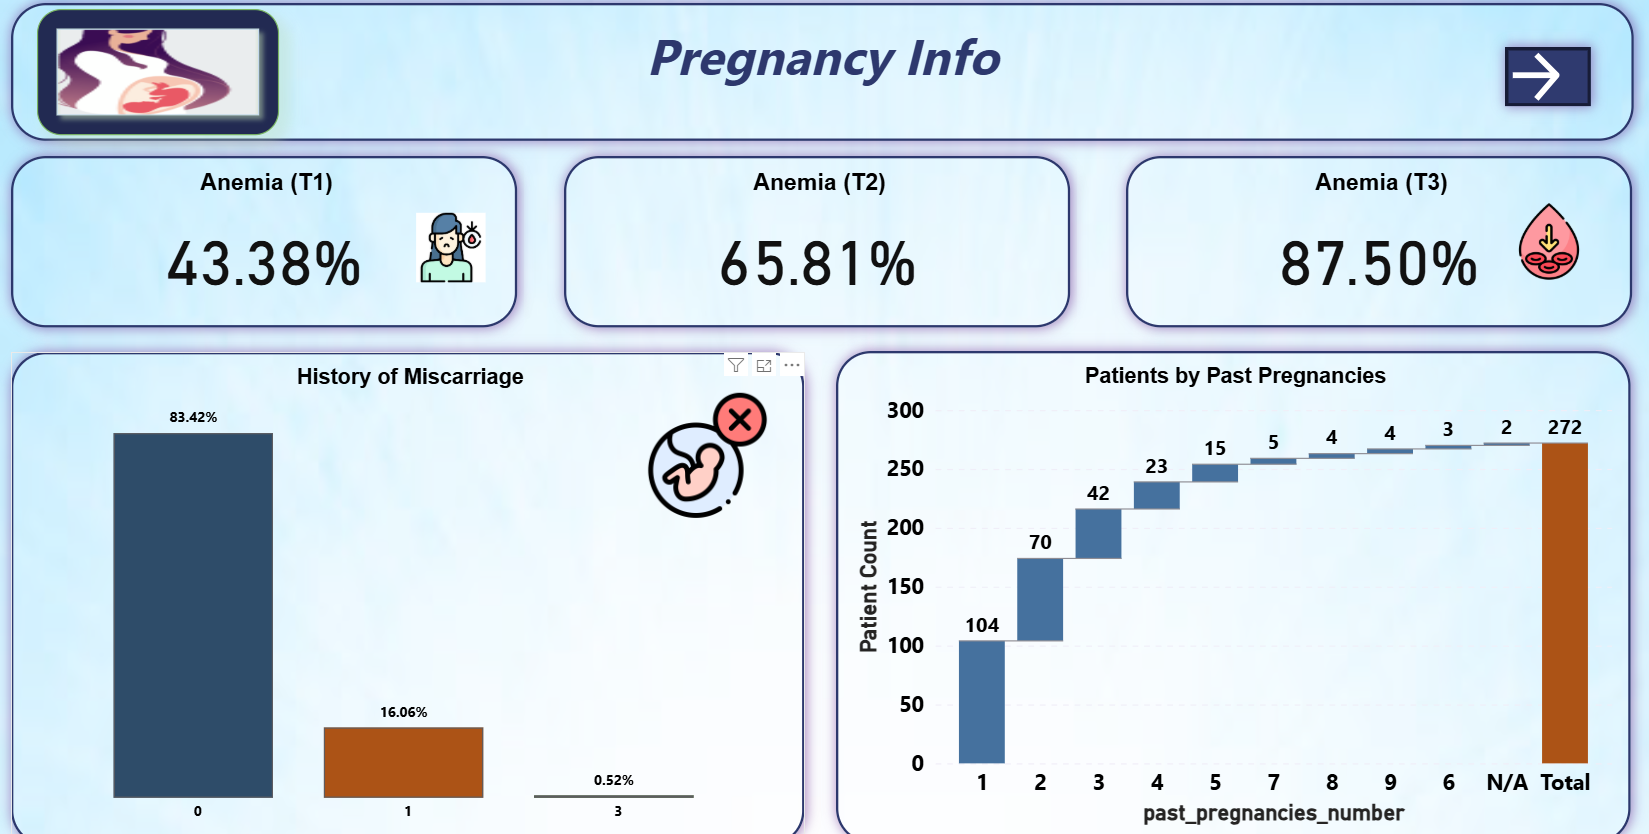 Pregnancy Info
Anemia (T1)
43.38%
Anemia (T2)
65.81%
Anemia (T3)
87.50%
History of Miscarriage
83.42%
16.06%
0.52%
0 1 3
Patients by Past Pregnancies
Patient Count
300
250
200
150
100
50
0
104 70 42 23 15 5 4 4 3 2 272
1 2 3 4 5 7 8 9 6 N/A Total
past_pregnancies_number